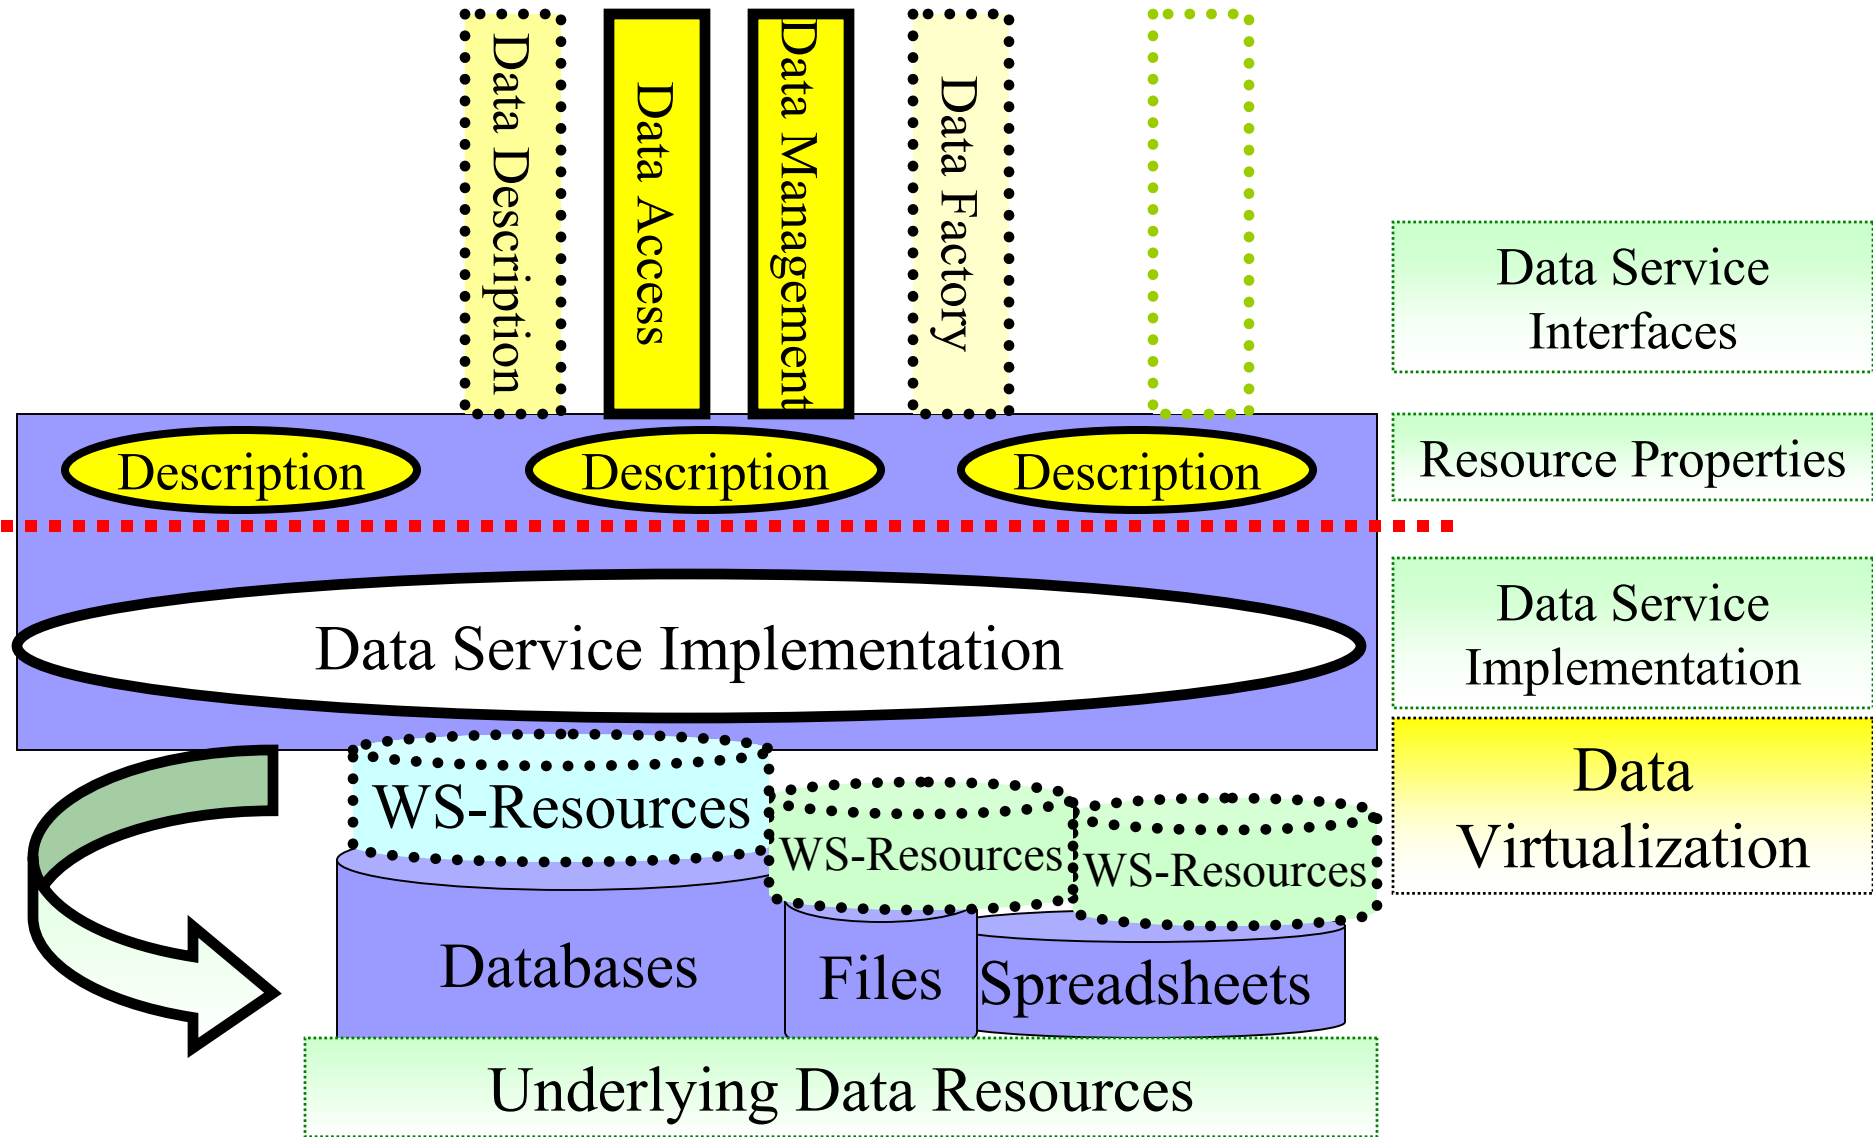 Data Description
Data Access
Data Management
Data Factory
Data Service
Interfaces
Description
Description
Description
Resource Properties
Data Service Implementation
Data Service
Implementation
WS-Resources
WS-Resources
WS-Resources
Data
Virtualization
Databases
Files
Spreadsheets
Underlying Data Resources